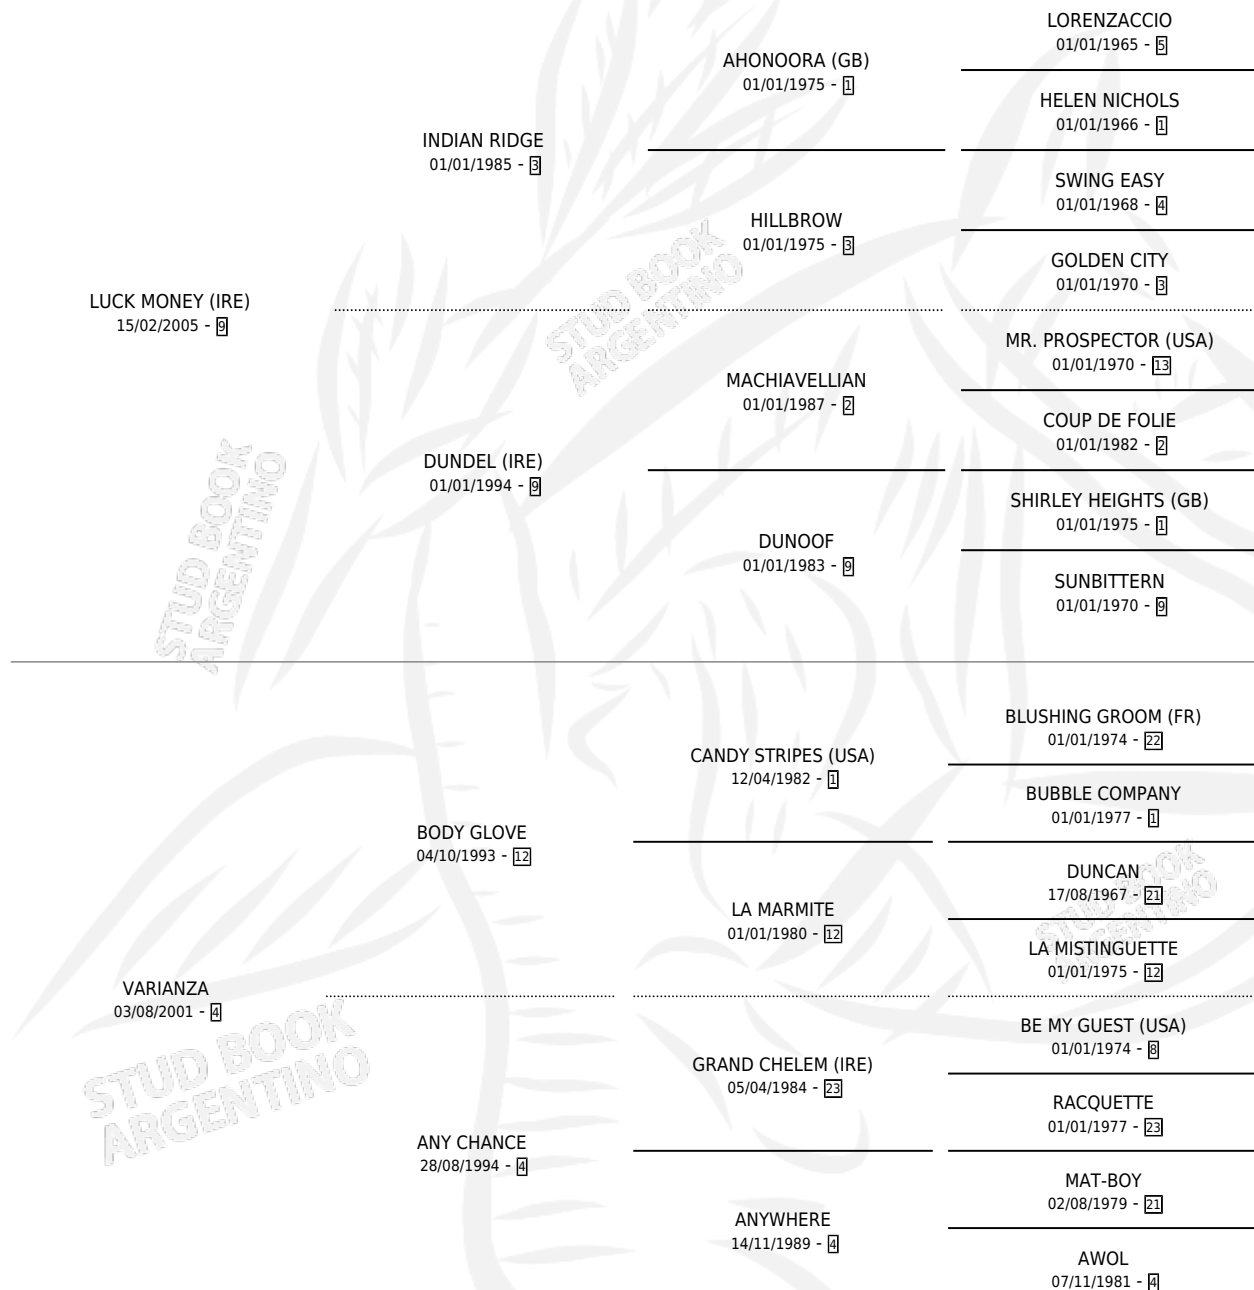 LUCK MONEY (IRE)
15/02/2005 - 9
INDIAN RIDGE
01/01/1985 - 3
DUNDEL (IRE)
01/01/1994 - 9
AHONOORA (GB)
01/01/1975 - 1
HILLBROW
01/01/1975 - 3
MACHIAVELLIAN
01/01/1987 - 2
DUNOOF
01/01/1983 - 9
LORENZACCIO
01/01/1965 - 5
HELEN NICHOLS
01/01/1966 - 1
SWING EASY
01/01/1968 - 4
GOLDEN CITY
01/01/1970 - 3
MR. PROSPECTOR (USA)
01/01/1970 - 13
COUP DE FOLIE
01/01/1982 - 2
SHIRLEY HEIGHTS (GB)
01/01/1975 - 1
SUNBITTERN
01/01/1970 - 9
VARIANZA
03/08/2001 - 4
BODY GLOVE
04/10/1993 - 12
ANY CHANCE
28/08/1994 - 4
CANDY STRIPES (USA)
12/04/1982 - 1
LA MARMITE
01/01/1980 - 12
GRAND CHELEM (IRE)
05/04/1984 - 23
ANYWHERE
14/11/1989 - 4
BLUSHING GROOM (FR)
01/01/1974 - 22
BUBBLE COMPANY
01/01/1977 - 1
DUNCAN
17/08/1967 - 21
LA MISTINGUETTE
01/01/1975 - 12
BE MY GUEST (USA)
01/01/1974 - 8
RACQUETTE
01/01/1977 - 23
MAT-BOY
02/08/1979 - 21
AWOL
07/11/1981 - 4
STUD BOOK
ARGENTINO
STUD BOOK
ARGENTINO
STUD BOOK
ARGENTINO
STUD BOOK
ARGENTINO